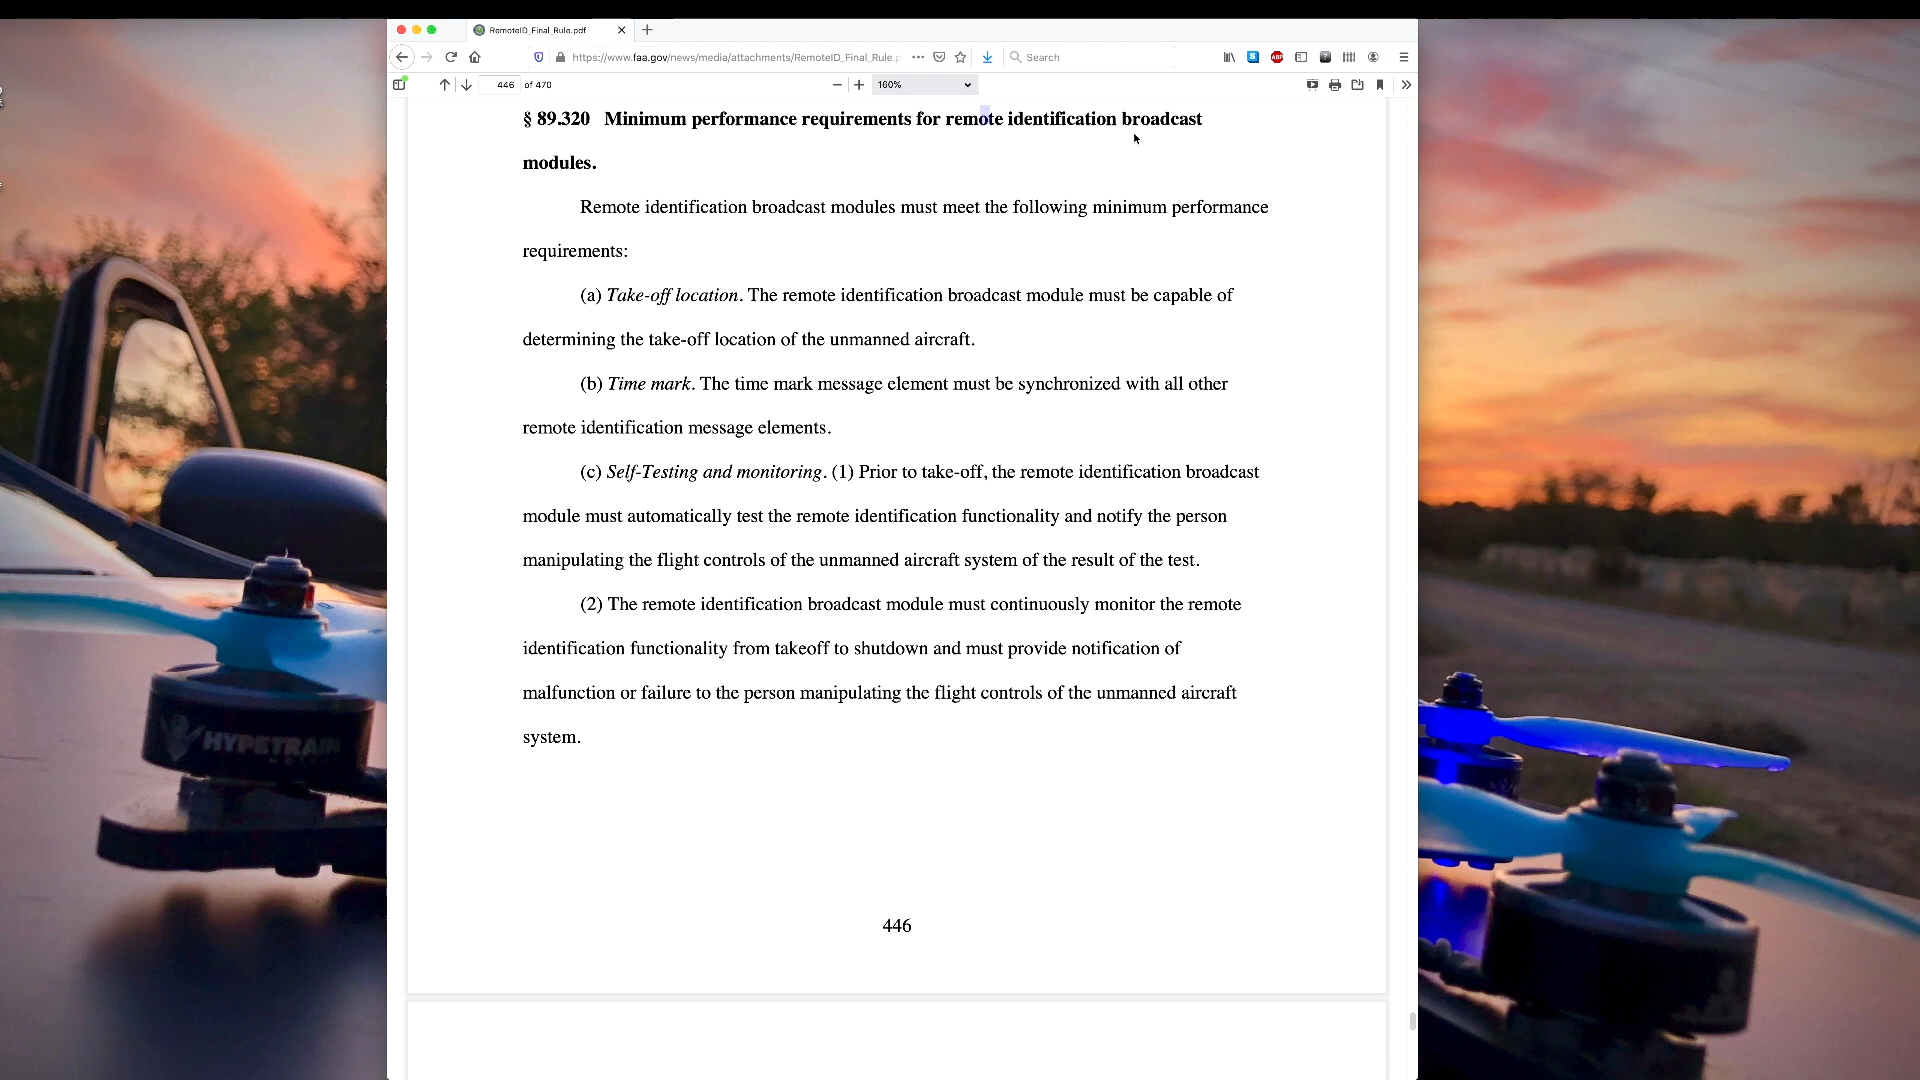 RemoteID_Final_Rule.pdf
https://www.faa.gov/news/media/attachments/RemoteID_Final_Rule.p
Search
446 of 470
160%
§ 89.320 Minimum performance requirements for remote identification broadcast
modules.
Remote identification broadcast modules must meet the following minimum performance
requirements:
(a) Take-off location. The remote identification broadcast module must be capable of
determining the take-off location of the unmanned aircraft.
(b) Time mark. The time mark message element must be synchronized with all other
remote identification message elements.
(c) Self-Testing and monitoring. (1) Prior to take-off, the remote identification broadcast
module must automatically test the remote identification functionality and notify the person
manipulating the flight controls of the unmanned aircraft system of the result of the test.
(2) The remote identification broadcast module must continuously monitor the remote
identification functionality from takeoff to shutdown and must provide notification of
malfunction or failure to the person manipulating the flight controls of the unmanned aircraft
system.
446
HYPETRAIN
ABP